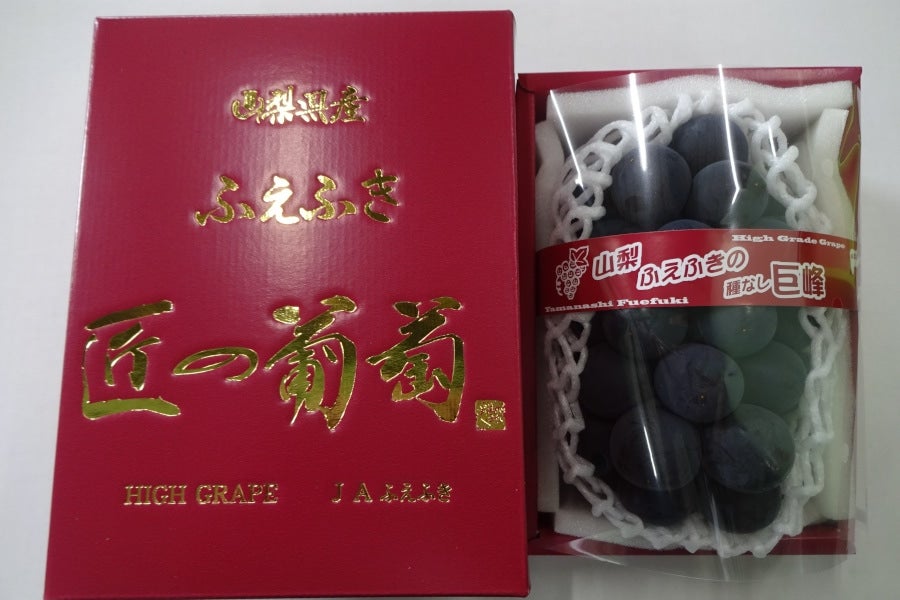 山梨県産
ふえふき
匠の葡萄
HIGH GRAPE JAふえふき
High Grade Grape
山梨
ふえふきの
種なし巨峰
Yamanashi Fuefuki